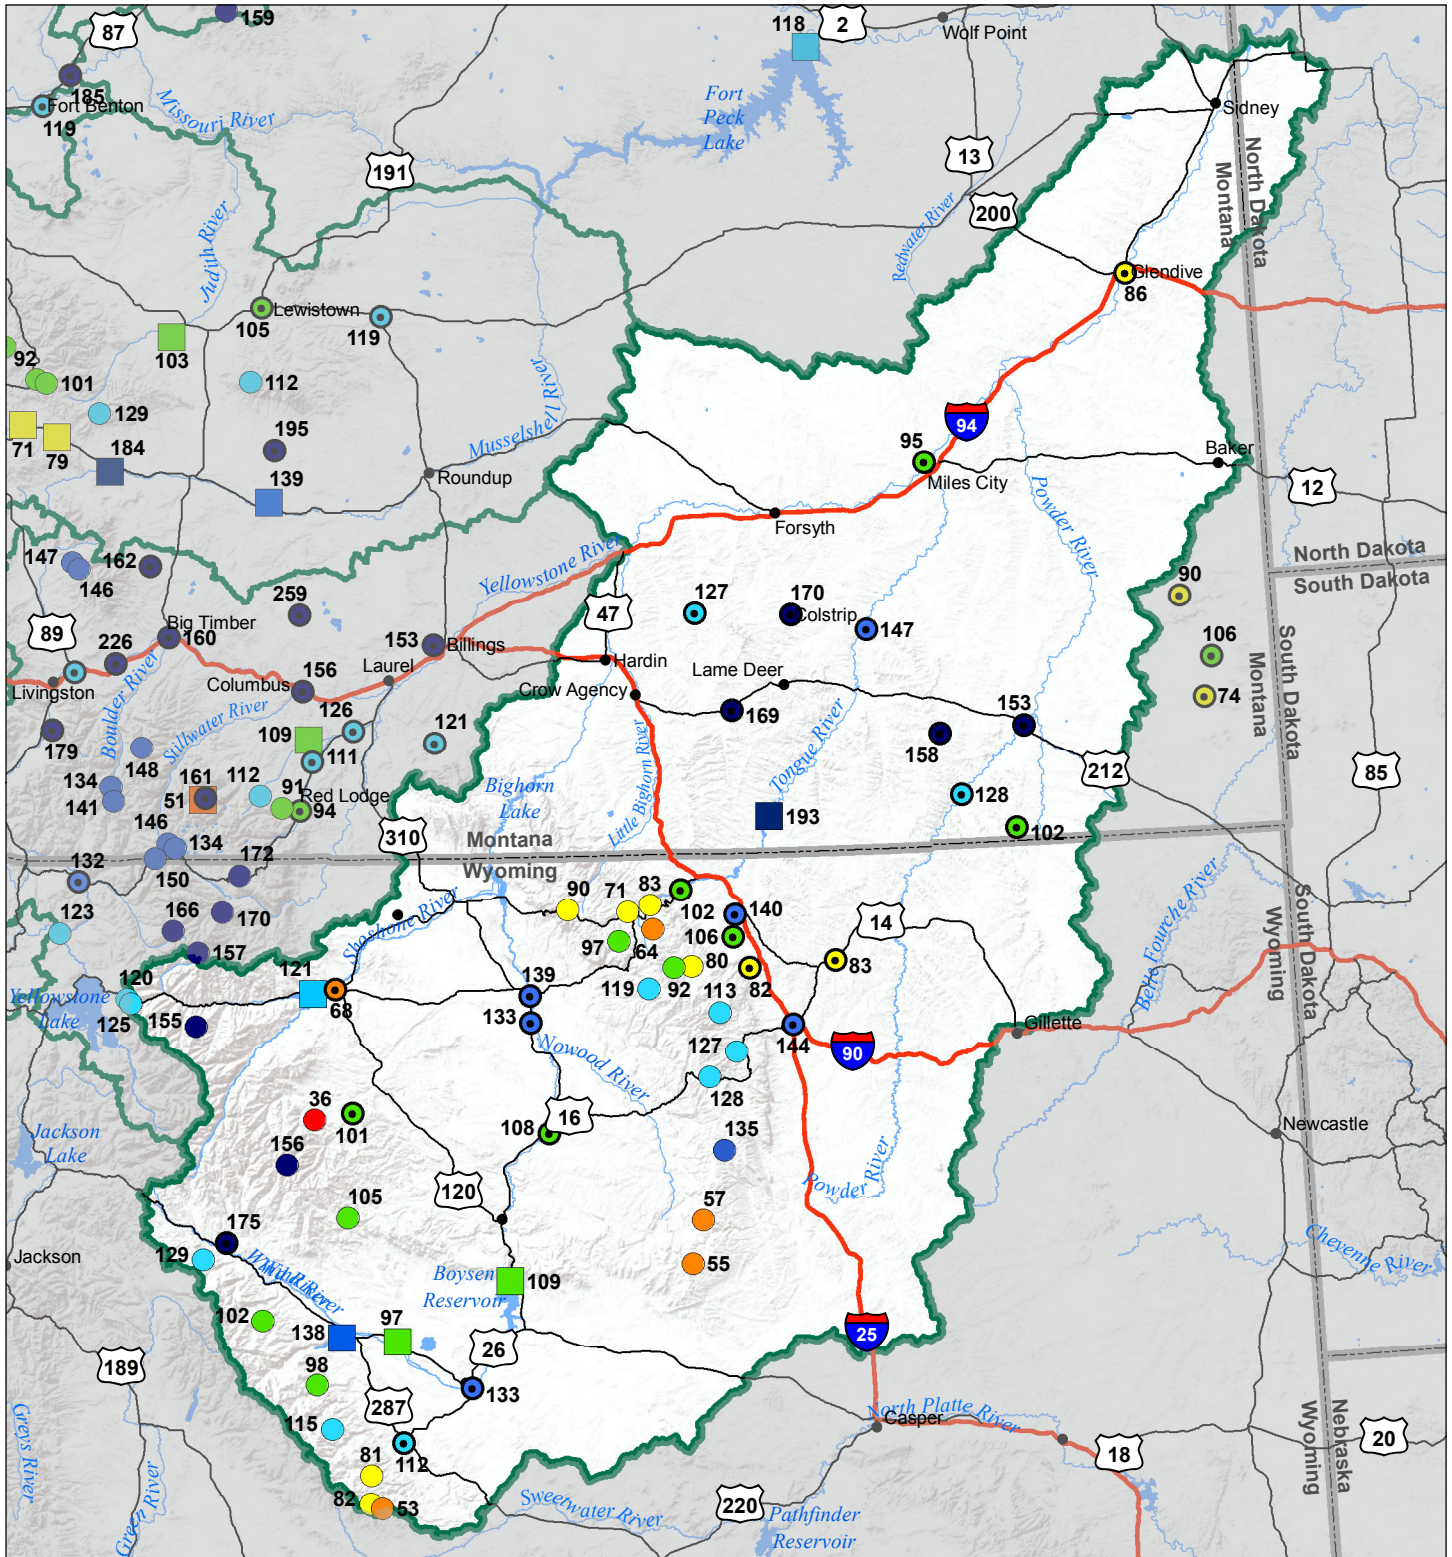 159
87
118
2
Wolf Point
185
Fort Benton
119
Missouri River
Fort
Peck
Lake
Sidney
13
191
North Dakota
Montana
200
Judith River
Redwater River
Glendive
86
105
Lewistown
119
103
92
101
112
129
Musselshell River
94
71
79
184
195
139
Roundup
95
Miles City
Baker
12
Powder River
Forsyth
147
146
162
Yellowstone River
North Dakota
South Dakota
90
259
127
170
Colstrip
147
47
89
Big Timber
160
226
153
Billings
Hardin
106
South Dakota
Montana
Livingston
Boulder River
156
Columbus
Laurel
Lame Deer
Crow Agency
74
179
Stillwater River
126
109
111
121
169
153
158
148
Little Bighorn River
Tongue River
212
85
134
141
161
51
112
91
Red Lodge
94
Bighorn
Lake
128
193
146
134
310
Montana
Wyoming
102
132
150
172
Belle Fourche River
123
166
170
157
Shoshone River
90
71
83
102
140
14
South Dakota
Wyoming
97
64
106
120
Yellowstone
Lake
125
155
121
68
139
133
119
92
80
113
82
83
Nowood River
127
144
90
Gillette
128
36
101
156
108
16
135
Newcastle
Jackson
Lake
120
Powder River
105
57
175
129
Jackson
Wind River
Boysen
Reservoir
109
55
Cheyenne River
102
138
97
26
25
189
98
133
287
115
112
North Platte River
Casper
18
20
Nebraska
Wyoming
Greys River
Green River
81
82
53
Sweetwater River
220
Pathfinder
Reservoir